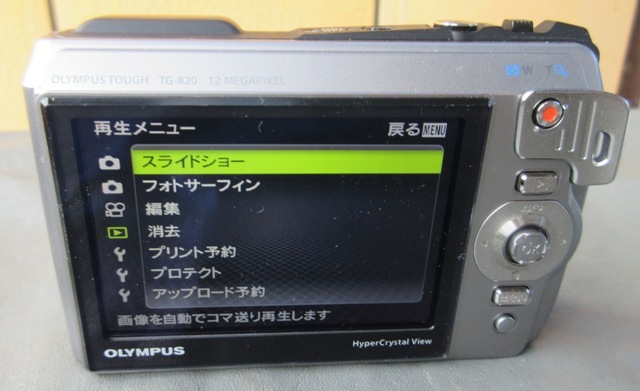 OLYMPUS TOUGH TG-820 12 MEGAPIXEL
W T
再生メニュー 戻る MENU
スライドショー
フォトサーフィン
編集
消去
プリント予約
プロテクト
アップロード予約
画像を自動でコマ送り再生します
OLYMPUS HyperCrystal View
OK
MENU